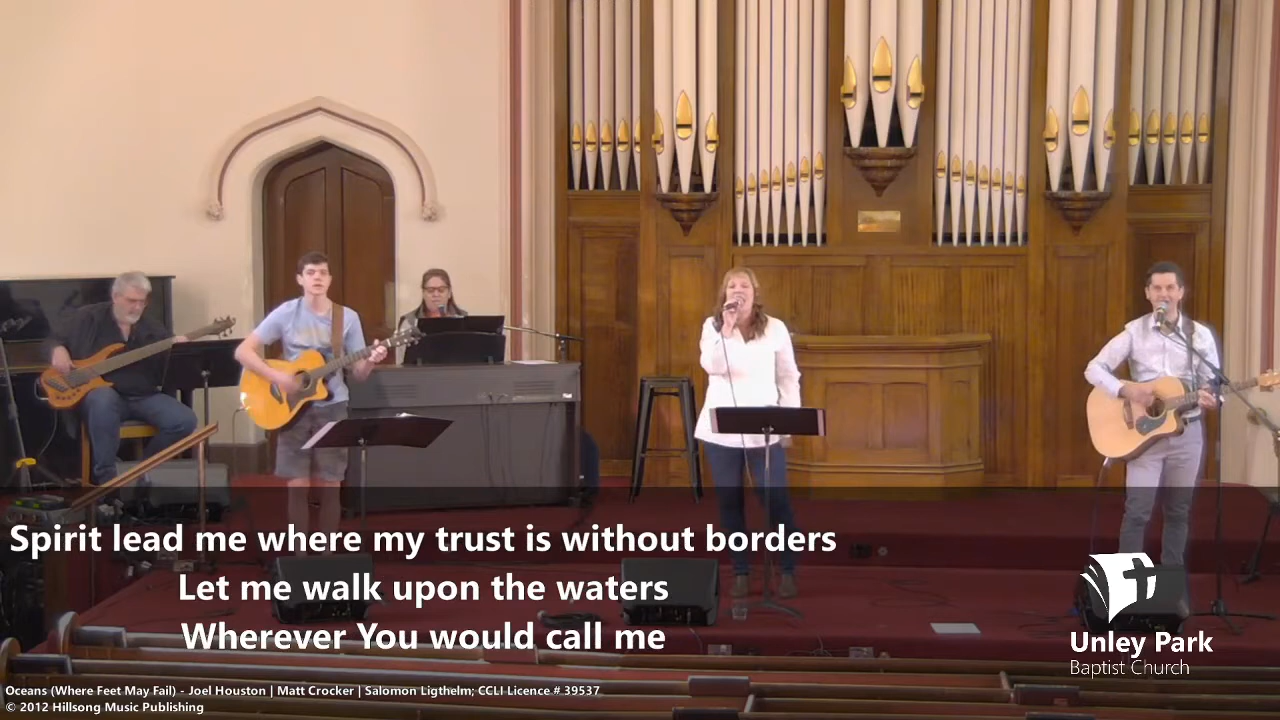 Spirit lead me where my trust is without borders
Let me walk upon the waters
Wherever You would call me
Unley Park
Baptist Church
Oceans (Where Feet May Fail) - Joel Houston | Matt Crocker | Salomon Ligthelm; CCLI Licence # 39537
© 2012 Hillsong Music Publishing